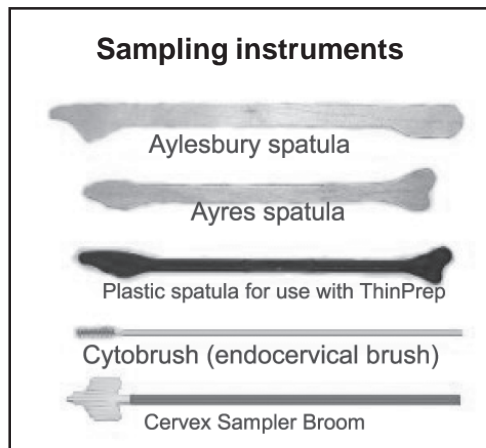 Sampling instruments
Aylesbury spatula
Ayres spatula
Plastic spatula for use with ThinPrep
Cytobrush (endocervical brush)
Cervex Sampler Broom